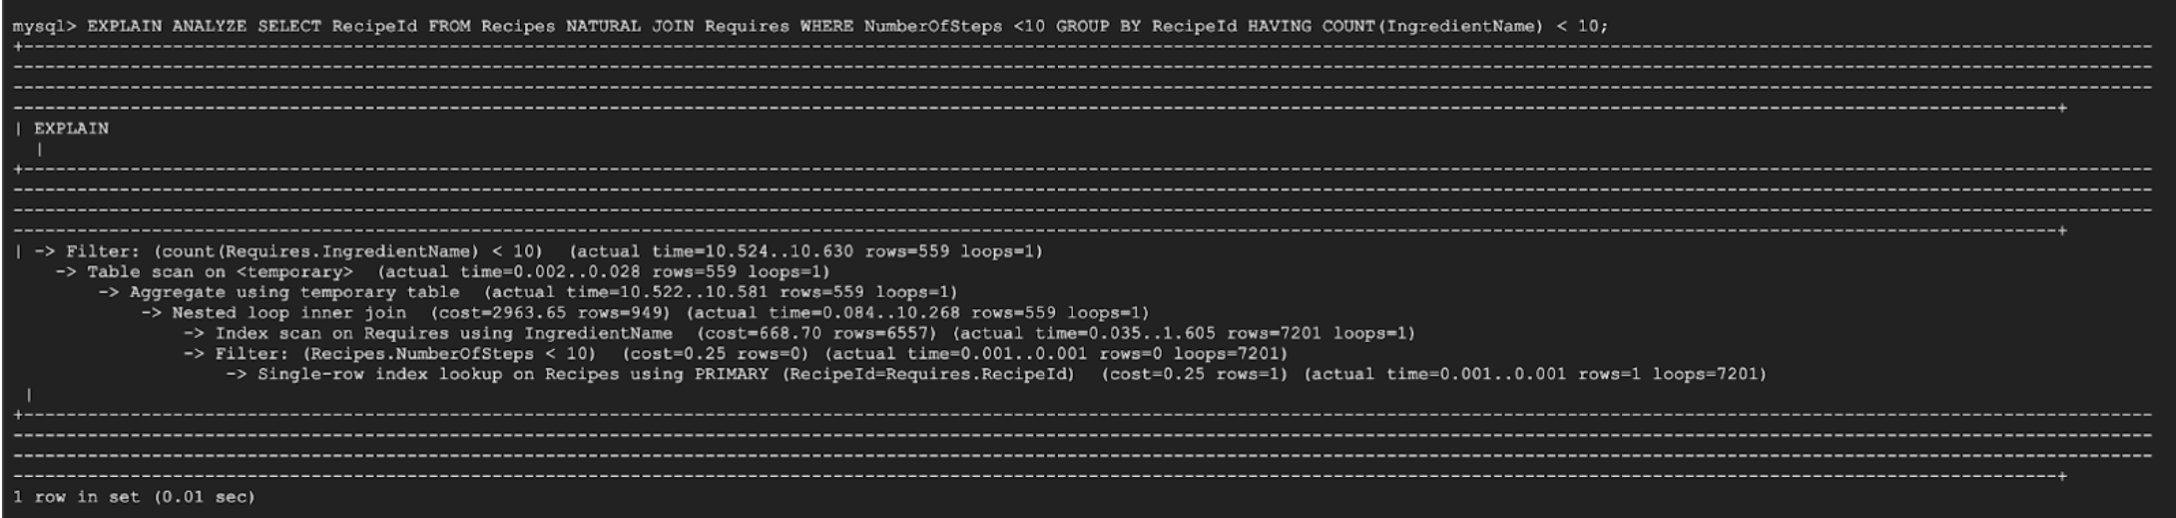 mysql> EXPLAIN ANALYZE SELECT RecipeId FROM Recipes NATURAL JOIN Requires WHERE NumberOfSteps <10 GROUP BY RecipeId HAVING COUNT(IngredientName) < 10;
| EXPLAIN
|
| -> Filter: (count(Requires.IngredientName) < 10)  (actual time=10.524..10.630 rows=559 loops=1)
    -> Table scan on <temporary>  (actual time=0.002..0.028 rows=559 loops=1)
        -> Aggregate using temporary table  (actual time=10.522..10.581 rows=559 loops=1)
            -> Nested loop inner join  (cost=2963.65 rows=949) (actual time=0.084..10.268 rows=559 loops=1)
                -> Index scan on Requires using IngredientName  (cost=668.70 rows=6557) (actual time=0.035..1.605 rows=7201 loops=1)
                -> Filter: (Recipes.NumberOfSteps < 10)  (cost=0.25 rows=0) (actual time=0.001..0.001 rows=0 loops=7201)
                    -> Single-row index lookup on Recipes using PRIMARY (RecipeId=Requires.RecipeId)  (cost=0.25 rows=1) (actual time=0.001..0.001 rows=1 loops=7201)
|
1 row in set (0.01 sec)